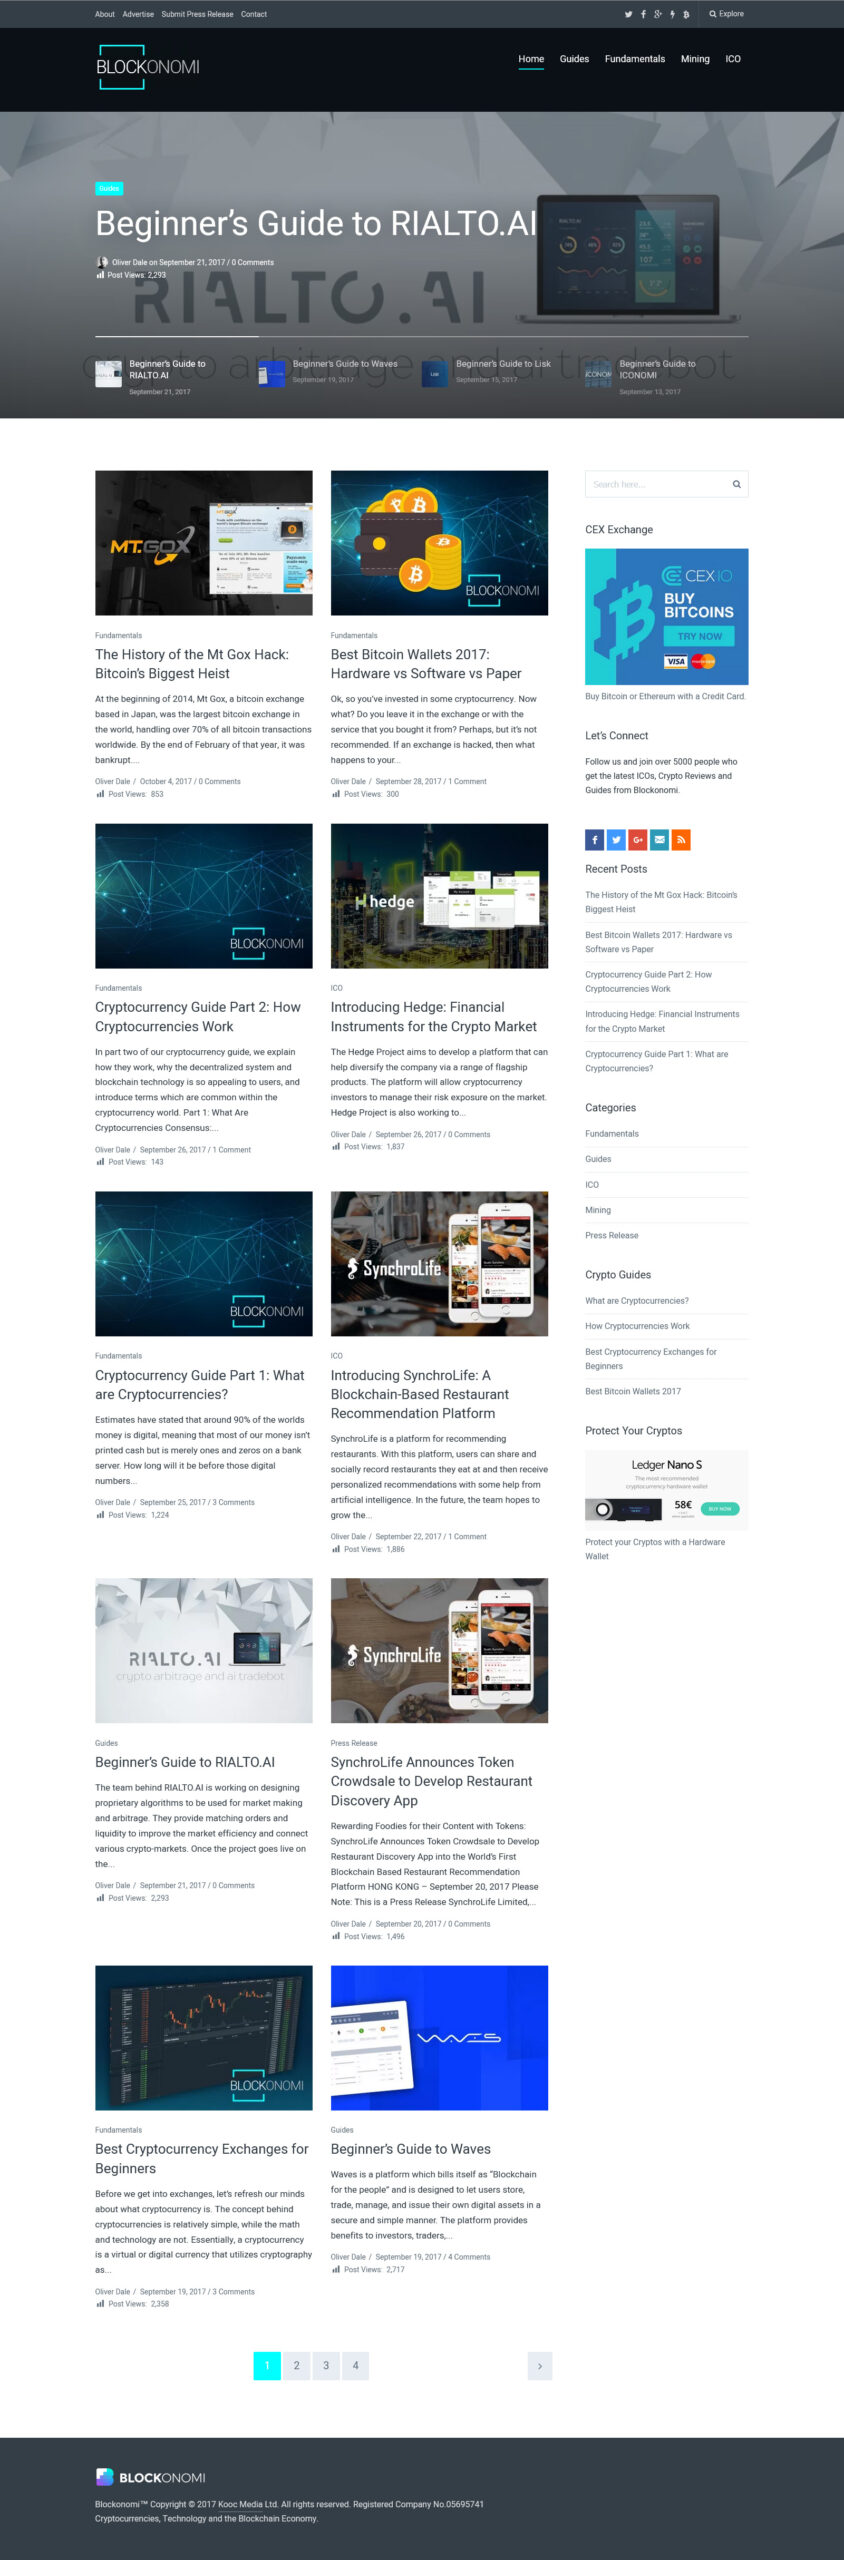 About Advertise Submit Press Release Contact
Explore
BLOCKONOMI
Home Guides Fundamentals Mining ICO
Guides
Beginner's Guide to RIALTO.AI
Oliver Dale on September 21, 2017 / 0 Comments
Post Views: 2,293
RIALTO.AI
crypto arbitrage and ai tradebot
Beginner's Guide to
RIALTO.AI
September 21, 2017
Beginner's Guide to Waves
September 19, 2017
Beginner's Guide to Lisk
September 15, 2017
Beginner's Guide to
ICONOMI
September 13, 2017
MT.GOX
Fundamentals
The History of the Mt Gox Hack:
Bitcoin's Biggest Heist
At the beginning of 2014, Mt Gox, a bitcoin exchange
based in Japan, was the largest bitcoin exchange in
the world, handling over 70% of all bitcoin transactions
worldwide. By the end of February of that year, it was
bankrupt....
Oliver Dale / October 4, 2017 / 0 Comments
Post Views: 853
BLOCKONOMI
Fundamentals
Best Bitcoin Wallets 2017:
Hardware vs Software vs Paper
Ok, so you've invested in some cryptocurrency. Now
what? Do you leave it in the exchange or with the
service that you bought it from? Perhaps, but it's not
recommended. If an exchange is hacked, then what
happens to your...
Oliver Dale / September 28, 2017 / 1 Comment
Post Views: 300
BLOCKONOMI
Fundamentals
Cryptocurrency Guide Part 2: How
Cryptocurrencies Work
In part two of our cryptocurrency guide, we explain
how they work, why the decentralized system and
blockchain technology is so appealing to users, and
introduce terms which are common within the
cryptocurrency world. Part 1: What Are
Cryptocurrencies Consensus:...
Oliver Dale / September 26, 2017 / 1 Comment
Post Views: 143
hedge
ICO
Introducing Hedge: Financial
Instruments for the Crypto Market
The Hedge Project aims to develop a platform that can
help diversify the company via a range of flagship
products. The platform will allow cryptocurrency
investors to manage their risk exposure on the market.
Hedge Project is also working to...
Oliver Dale / September 26, 2017 / 0 Comments
Post Views: 1,837
BLOCKONOMI
Fundamentals
Cryptocurrency Guide Part 1: What
are Cryptocurrencies?
Estimates have stated that around 90% of the worlds
money is digital, meaning that most of our money isn't
printed cash but is merely ones and zeros on a bank
server. How long will it be before those digital
numbers...
Oliver Dale / September 25, 2017 / 3 Comments
Post Views: 1,224
SynchroLife
ICO
Introducing SynchroLife: A
Blockchain-Based Restaurant
Recommendation Platform
SynchroLife is a platform for recommending
restaurants. With this platform, users can share and
socially record restaurants they eat at and then receive
personalized recommendations with some help from
artificial intelligence. In the future, the team hopes to
grow the...
Oliver Dale / September 22, 2017 / 1 Comment
Post Views: 1,886
RIALTO.AI
crypto arbitrage and ai tradebot
Guides
Beginner's Guide to RIALTO.AI
The team behind RIALTO.AI is working on designing
proprietary algorithms to be used for market making
and arbitrage. They provide matching orders and
liquidity to improve the market efficiency and connect
various crypto-markets. Once the project goes live on
the...
Oliver Dale / September 21, 2017 / 0 Comments
Post Views: 2,293
SynchroLife
Press Release
SynchroLife Announces Token
Crowdsale to Develop Restaurant
Discovery App
Rewarding Foodies for their Content with Tokens:
SynchroLife Announces Token Crowdsale to Develop
Restaurant Discovery App into the World's First
Blockchain Based Restaurant Recommendation
Platform HONG KONG – September 20, 2017 Please
Note: This is a Press Release SynchroLife Limited,...
Oliver Dale / September 20, 2017 / 0 Comments
Post Views: 1,496
BLOCKONOMI
Fundamentals
Best Cryptocurrency Exchanges for
Beginners
Before we get into exchanges, let's refresh our minds
about what cryptocurrency is. The concept behind
cryptocurrencies is relatively simple, while the math
and technology are not. Essentially, a cryptocurrency
is a virtual or digital currency that utilizes cryptography
as...
Oliver Dale / September 19, 2017 / 3 Comments
Post Views: 2,358
WAVES
Guides
Beginner's Guide to Waves
Waves is a platform which bills itself as “Blockchain
for the people” and is designed to let users store,
trade, manage, and issue their own digital assets in a
secure and simple manner. The platform provides
benefits to investors, traders,...
Oliver Dale / September 19, 2017 / 4 Comments
Post Views: 2,717
1 2 3 4 ›
Search here...
CEX Exchange
CEX IO
BUY
BITCOINS
TRY NOW
VISA
Buy Bitcoin or Ethereum with a Credit Card.
Let's Connect
Follow us and join over 5000 people who
get the latest ICOs, Crypto Reviews and
Guides from Blockonomi.
Recent Posts
The History of the Mt Gox Hack: Bitcoin's
Biggest Heist
Best Bitcoin Wallets 2017: Hardware vs
Software vs Paper
Cryptocurrency Guide Part 2: How
Cryptocurrencies Work
Introducing Hedge: Financial Instruments
for the Crypto Market
Cryptocurrency Guide Part 1: What are
Cryptocurrencies?
Categories
Fundamentals
Guides
ICO
Mining
Press Release
Crypto Guides
What are Cryptocurrencies?
How Cryptocurrencies Work
Best Cryptocurrency Exchanges for
Beginners
Best Bitcoin Wallets 2017
Protect Your Cryptos
Ledger Nano S
The most recommended
cryptocurrency hardware wallet
58€
BUY NOW
Protect your Cryptos with a Hardware
Wallet
BLOCKONOMI
Blockonomi™ Copyright © 2017 Kooc Media Ltd. All rights reserved. Registered Company No.05695741
Cryptocurrencies, Technology and the Blockchain Economy.